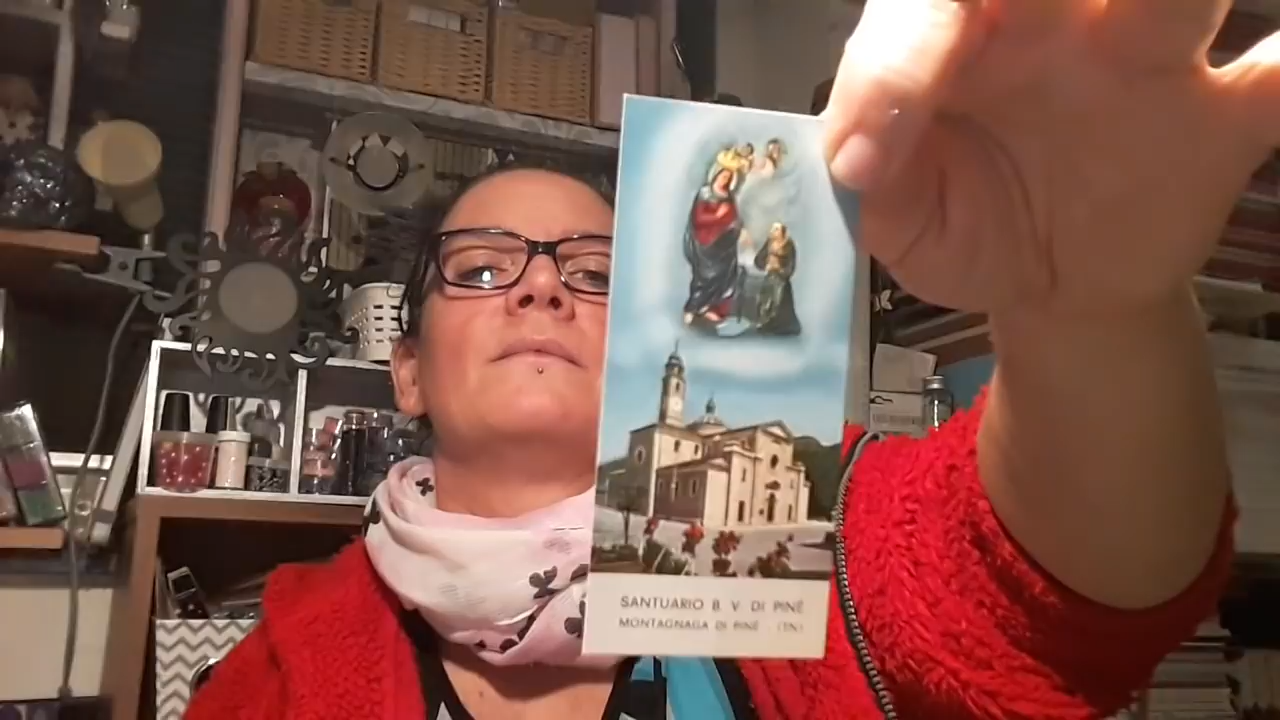 SANTUARIO B. V. DI PINÈ
MONTAGNAGA DI PINÈ - (TN)